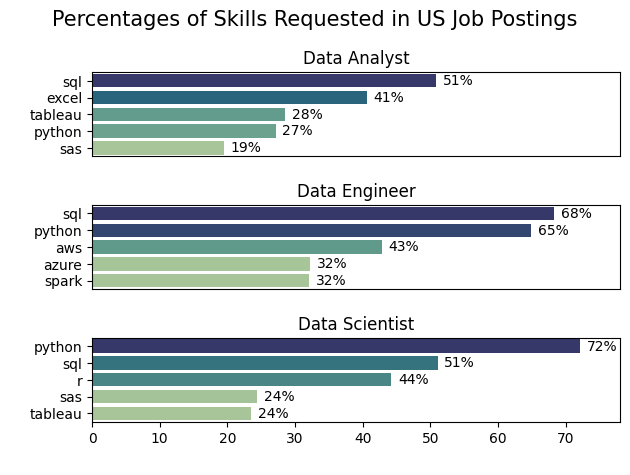 Percentages of Skills Requested in US Job Postings
Data Analyst
sql 51%
excel 41%
tableau 28%
python 27%
sas 19%
Data Engineer
sql 68%
python 65%
aws 43%
azure 32%
spark 32%
Data Scientist
python 72%
sql 51%
r 44%
sas 24%
tableau 24%
0 10 20 30 40 50 60 70